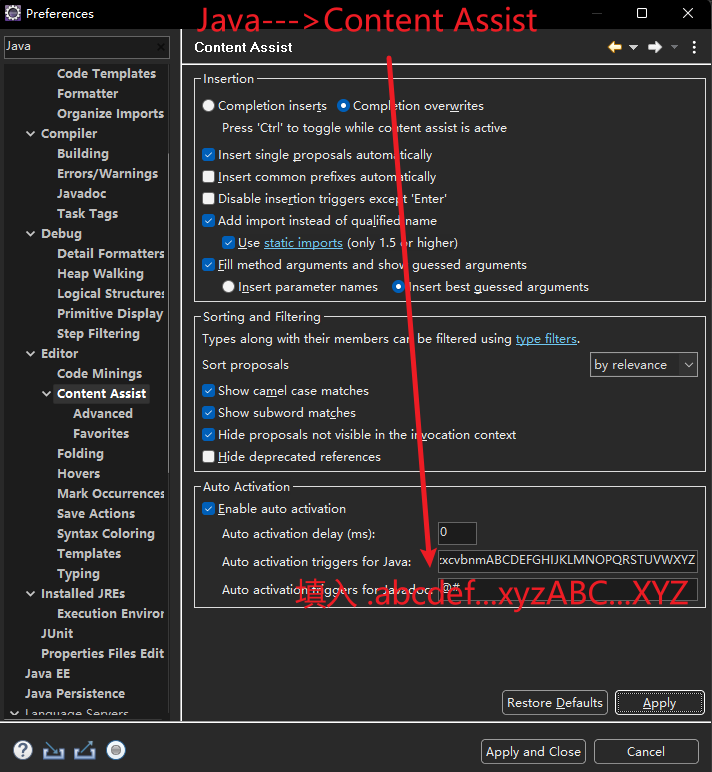 Preferences
Java--->Content Assist
Java
Content Assist
Code Templates
Formatter
Organize Imports
Compiler
Building
Errors/Warnings
Javadoc
Task Tags
Debug
Detail Formatters
Heap Walking
Logical Structures
Primitive Display
Step Filtering
Editor
Code Minings
Content Assist
Advanced
Favorites
Folding
Hovers
Mark Occurrences
Save Actions
Syntax Coloring
Templates
Typing
Installed JREs
Execution Enviror
JUnit
Properties Files Edit
Java EE
Java Persistence
Language Servers
Insertion
Completion inserts
Completion overwrites
Press 'Ctrl' to toggle while content assist is active
Insert single proposals automatically
Insert common prefixes automatically
Disable insertion triggers except 'Enter'
Add import instead of qualified name
Use static imports (only 1.5 or higher)
Fill method arguments and show guessed arguments
Insert parameter names
Insert best guessed arguments
Sorting and Filtering
Types along with their members can be filtered using type filters.
Sort proposals
by relevance
Show camel case matches
Show subword matches
Hide proposals not visible in the invocation context
Hide deprecated references
Auto Activation
Enable auto activation
Auto activation delay (ms):
0
Auto activation triggers for Java:
zxcvbnmABCDEFGHIJKLMNOPQRSTUVWXYZ
Auto activation triggers for Javadoc:
@#
填入 .abcdef...xyzABC...XYZ
Restore Defaults
Apply
Apply and Close
Cancel